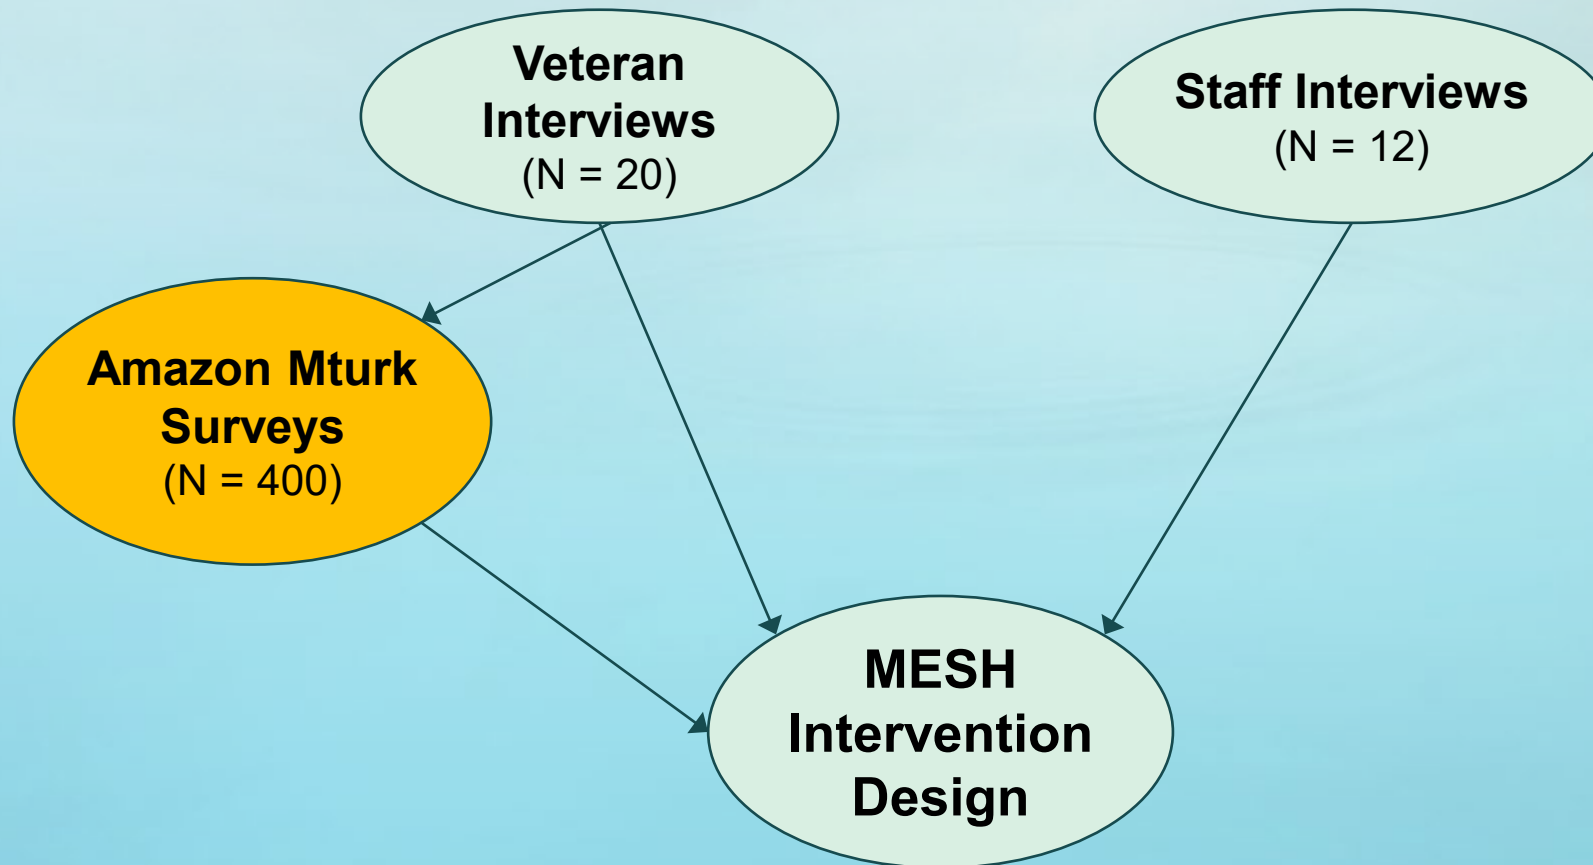 Veteran
Interviews
(N = 20)
Staff Interviews
(N = 12)
Amazon Mturk
Surveys
(N = 400)
MESH
Intervention
Design